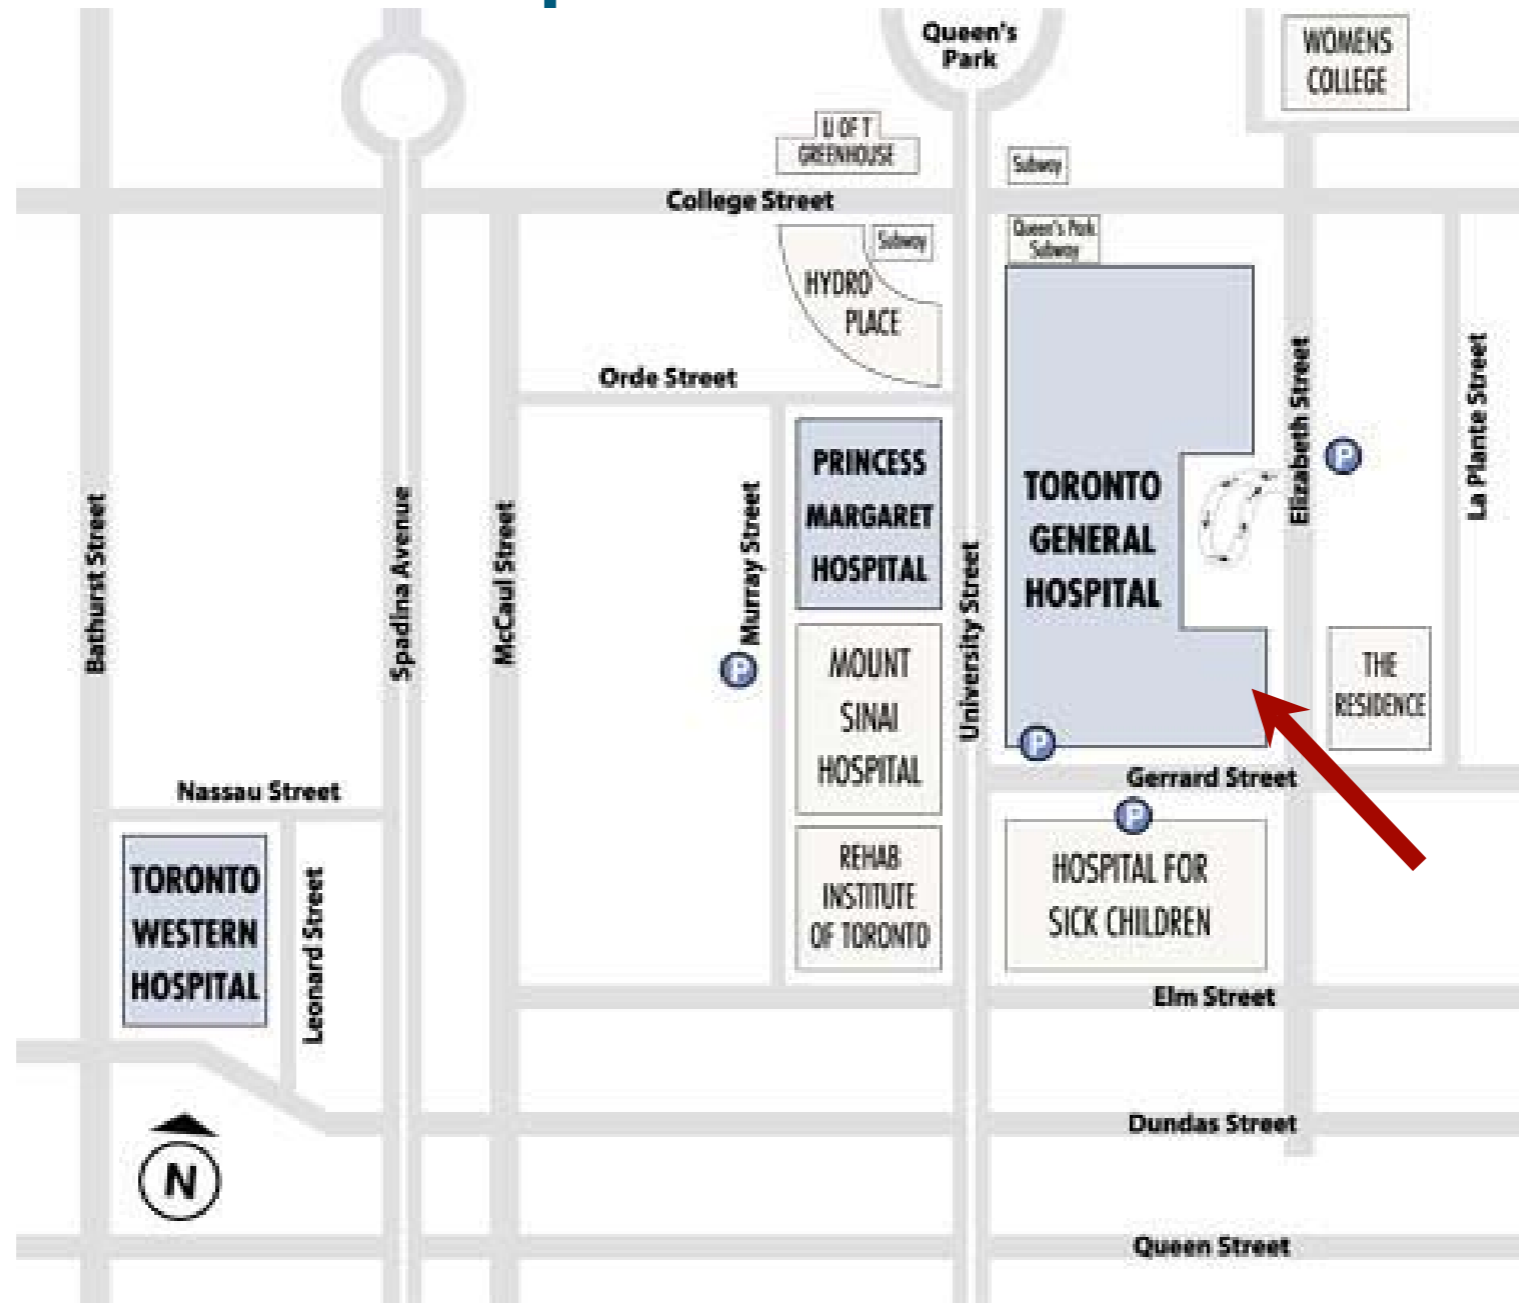 Queen's
Park
WOMENS
COLLEGE
U OF T
GREENHOUSE
Subway
College Street
Queen's Park
Subway
Subway
HYDRO
PLACE
Orde Street
PRINCESS
MARGARET
HOSPITAL
TORONTO
GENERAL
HOSPITAL
Elizabeth Street
P
La Plante Street
Bathurst Street
Spadina Avenue
McCaul Street
Murray Street
P
University Street
MOUNT
SINAI
HOSPITAL
THE
RESIDENCE
P
Gerrard Street
Nassau Street
P
TORONTO
WESTERN
HOSPITAL
Leonard Street
REHAB
INSTITUTE
OF TORONTO
HOSPITAL FOR
SICK CHILDREN
Elm Street
Dundas Street
N
Queen Street